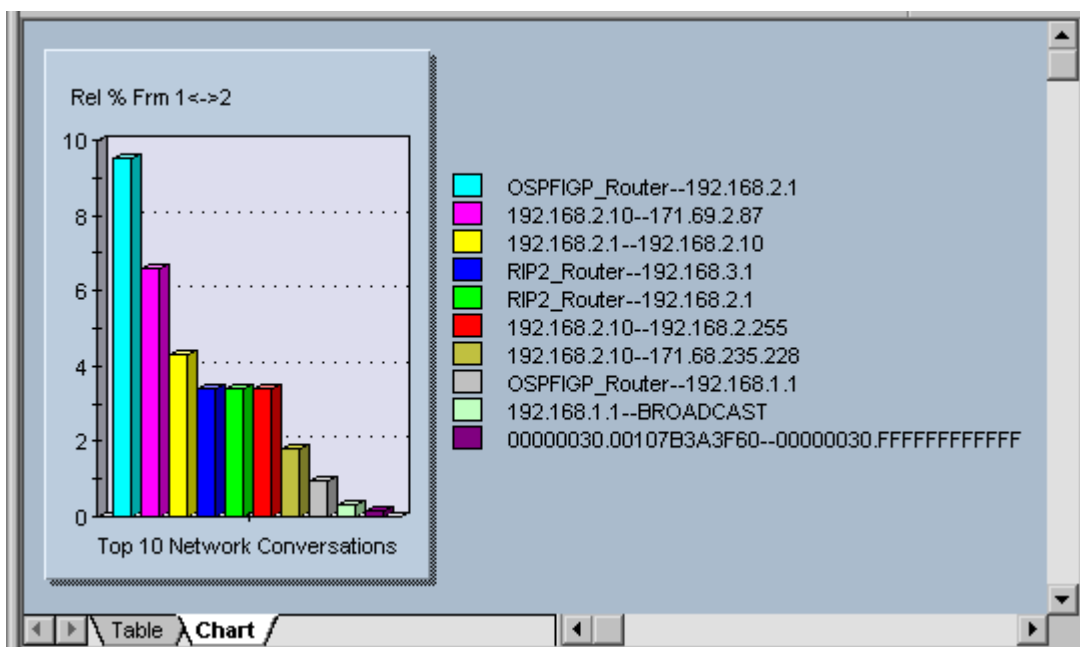 Rel % Frm 1<->2
10
8
6
4
2
0
Top 10 Network Conversations
OSPFIGP_Router--192.168.2.1
192.168.2.10--171.69.2.87
192.168.2.1--192.168.2.10
RIP2_Router--192.168.3.1
RIP2_Router--192.168.2.1
192.168.2.10--192.168.2.255
192.168.2.10--171.68.235.228
OSPFIGP_Router--192.168.1.1
192.168.1.1--BROADCAST
00000030.00107B3A3F60--00000030.FFFFFFFFFFFF
Table Chart